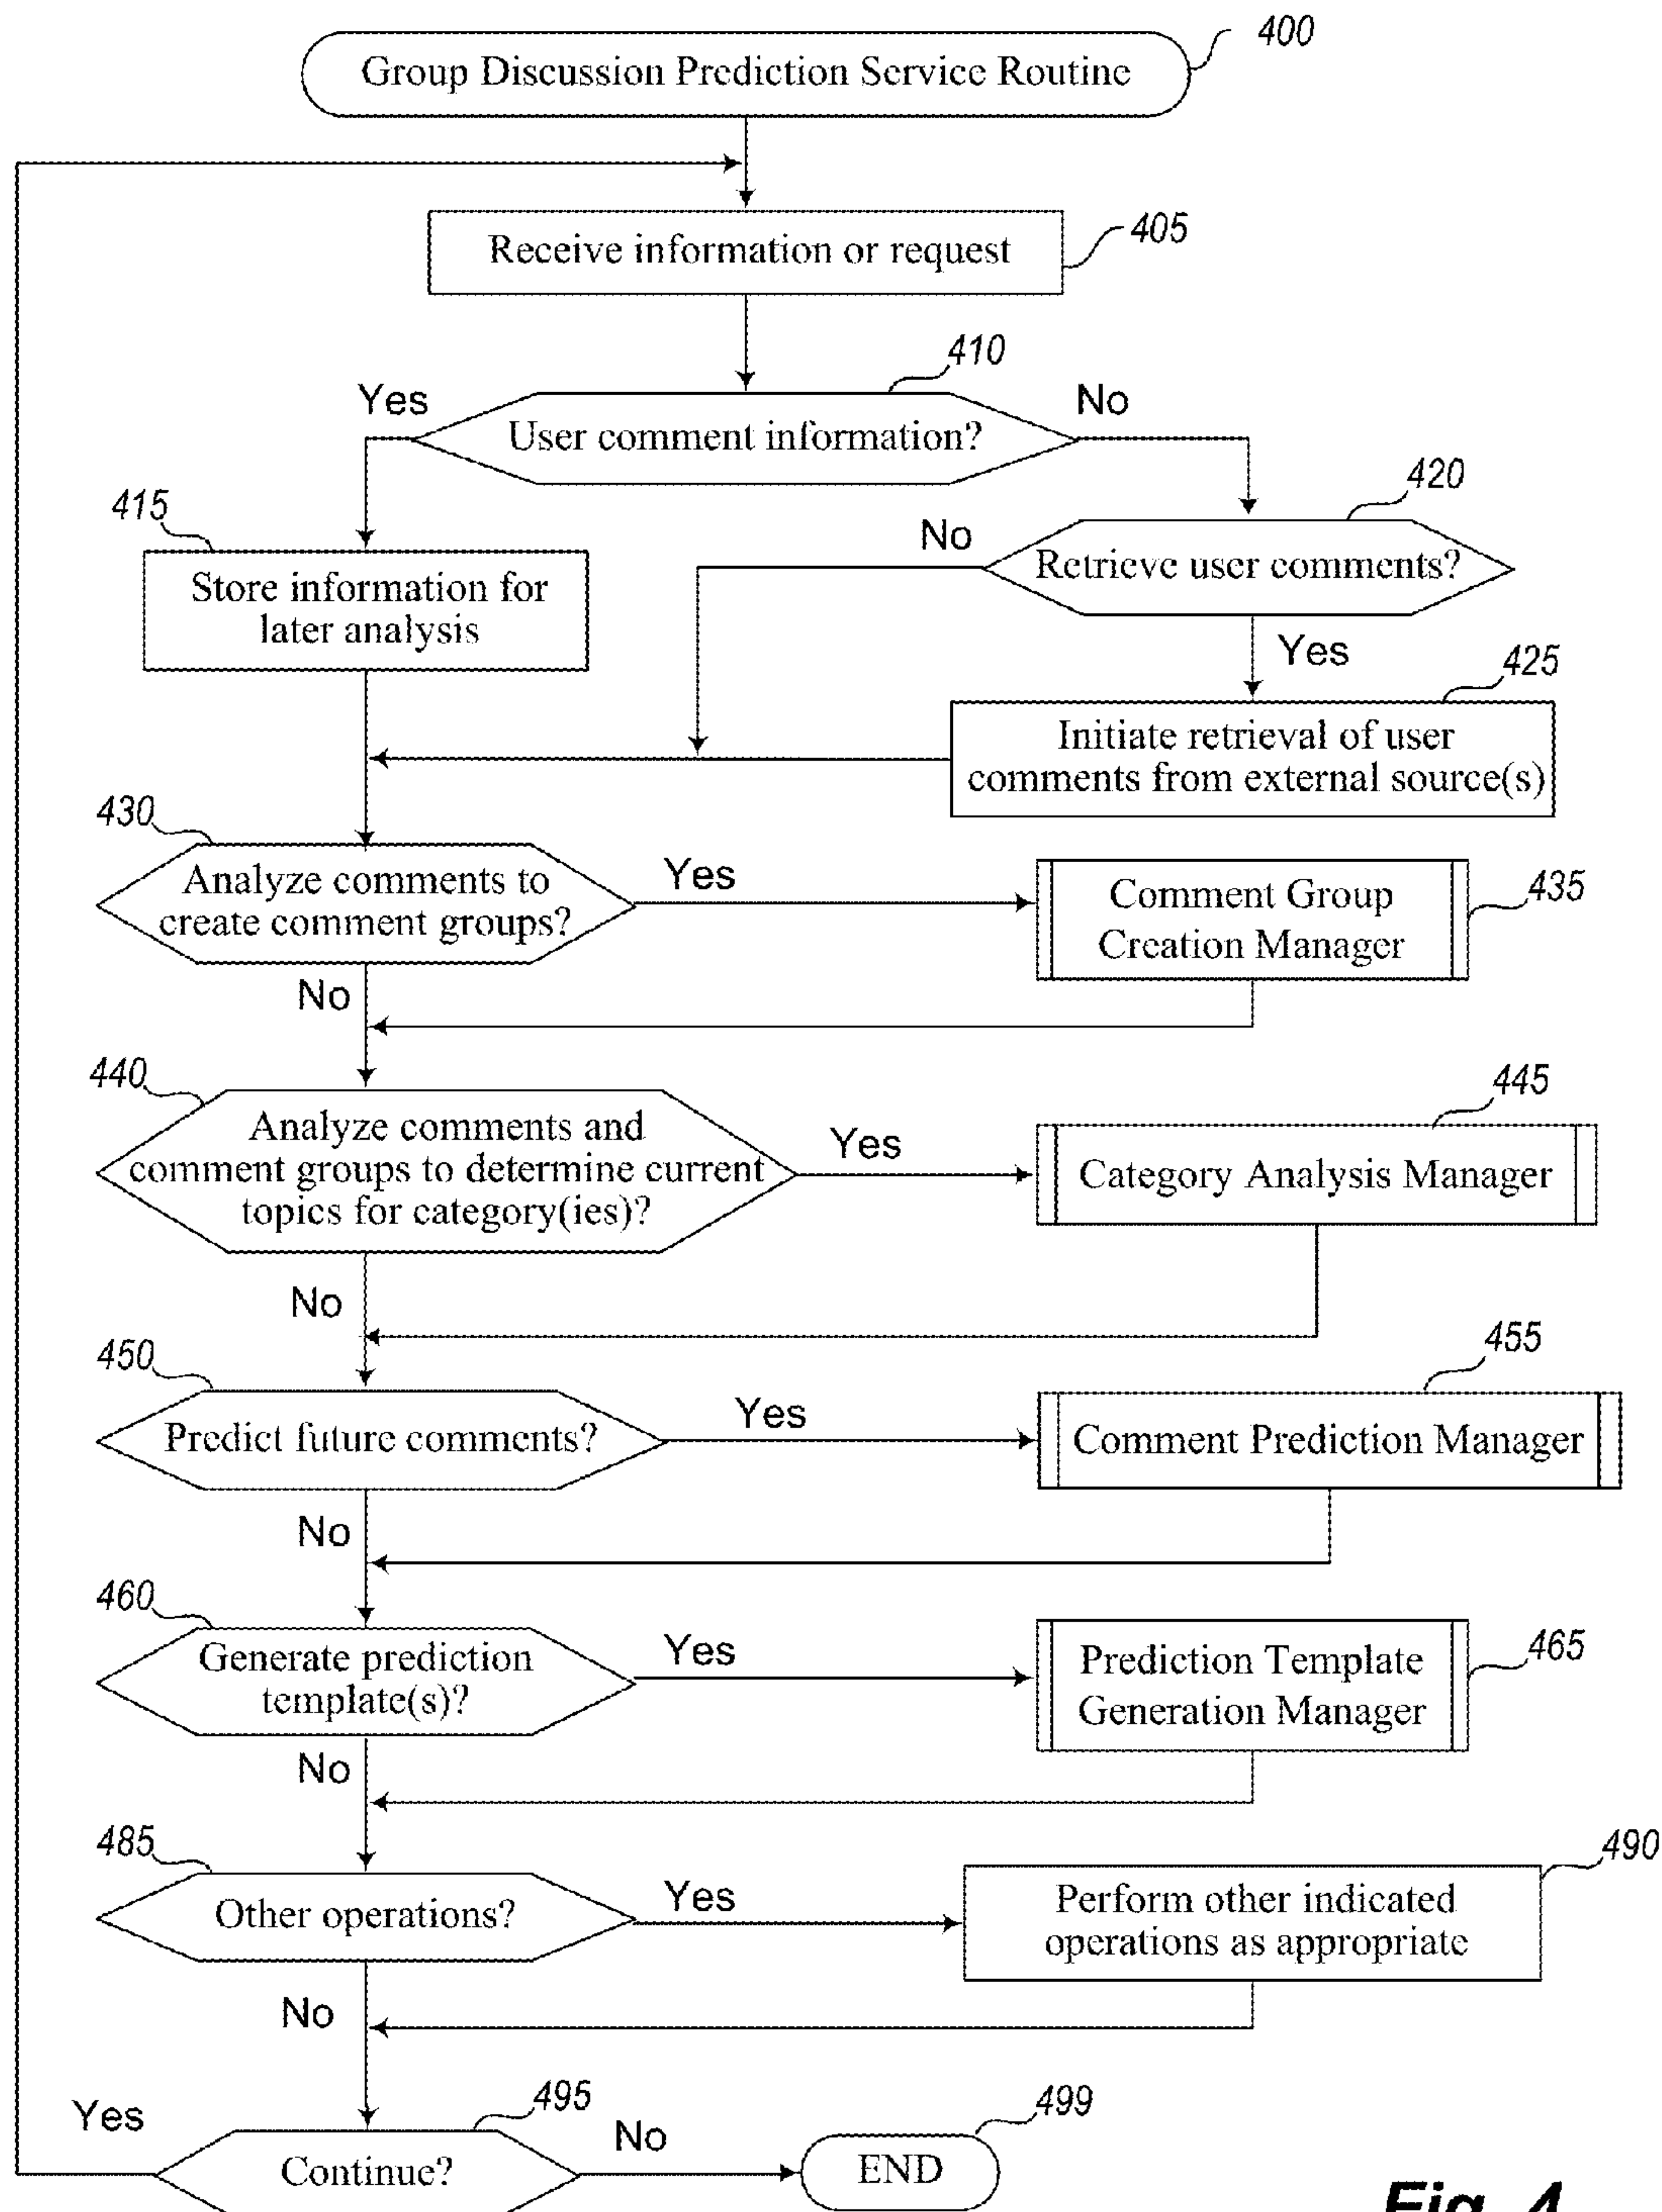 400
Group Discussion Prediction Service Routine
Receive information or request
405
410
Yes
No
User comment information?
420
415
No
Retrieve user comments?
Store information for
later analysis
Yes
425
Initiate retrieval of user
comments from external source(s)
430
Analyze comments to
create comment groups?
Yes
Comment Group
Creation Manager
435
No
440
445
Analyze comments and
comment groups to determine current
topics for category(ies)?
Yes
Category Analysis Manager
No
450
455
Predict future comments?
Yes
Comment Prediction Manager
No
460
Generate prediction
template(s)?
Yes
Prediction Template
Generation Manager
465
No
485
490
Other operations?
Yes
Perform other indicated
operations as appropriate
No
495
499
Yes
Continue?
No
END
Fig. 4